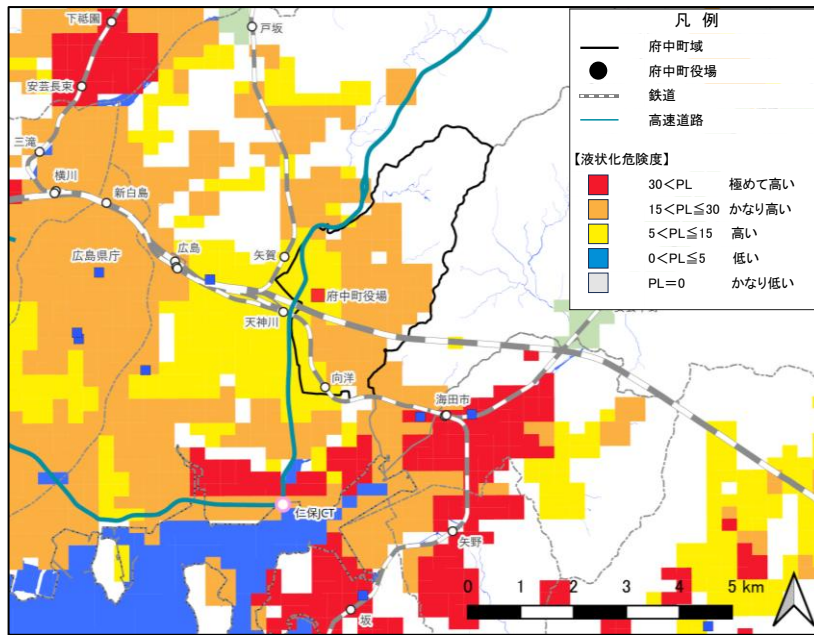 下祗園
戸坂
安芸長束
三滝
横川
新白島
広島県庁
広島
矢賀
府中町役場
天神川
向洋
海田市
仁保JCT
矢野
坂
凡 例
府中町域
府中町役場
鉄道
高速道路
【液状化危険度】
30<PL 極めて高い
15<PL≦30 かなり高い
5<PL≦15 高い
0<PL≦5 低い
PL=0 かなり低い
0 1 2 3 4 5 km